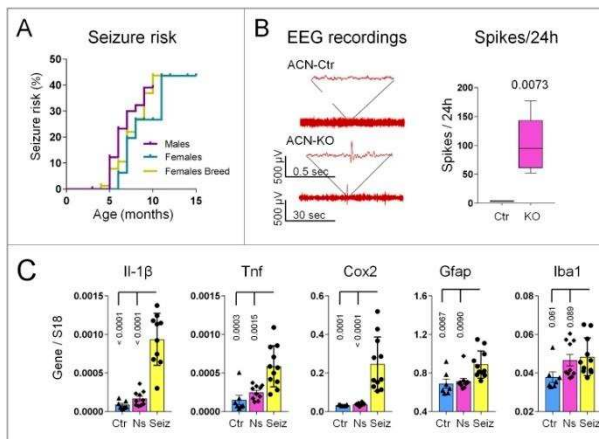 A
Seizure risk
Seizure risk (%)
50
40
30
20
10
0
0 5 10 15
Age (months)
Males
Females
Females Breed
B
EEG recordings
ACN-Ctr
ACN-KO
500 µV
0.5 sec
500 µV
30 sec
Spikes/24h
Spikes / 24h
200
150
100
50
0
0.0073
Ctr KO
C
Gene / S18
Il-1β
0.0015
0.0010
0.0005
0.0000
< 0.0001
< 0.0001
Ctr Ns Seiz
Tnf
0.0015
0.0010
0.0005
0.0000
0.0003
0.0015
Ctr Ns Seiz
Cox2
0.6
0.4
0.2
0.0
0.0001
< 0.0001
Ctr Ns Seiz
Gfap
1.6
1.2
0.8
0.4
0.0067
0.0090
Ctr Ns Seiz
Iba1
0.08
0.06
0.04
0.02
0.061
0.089
Ctr Ns Seiz